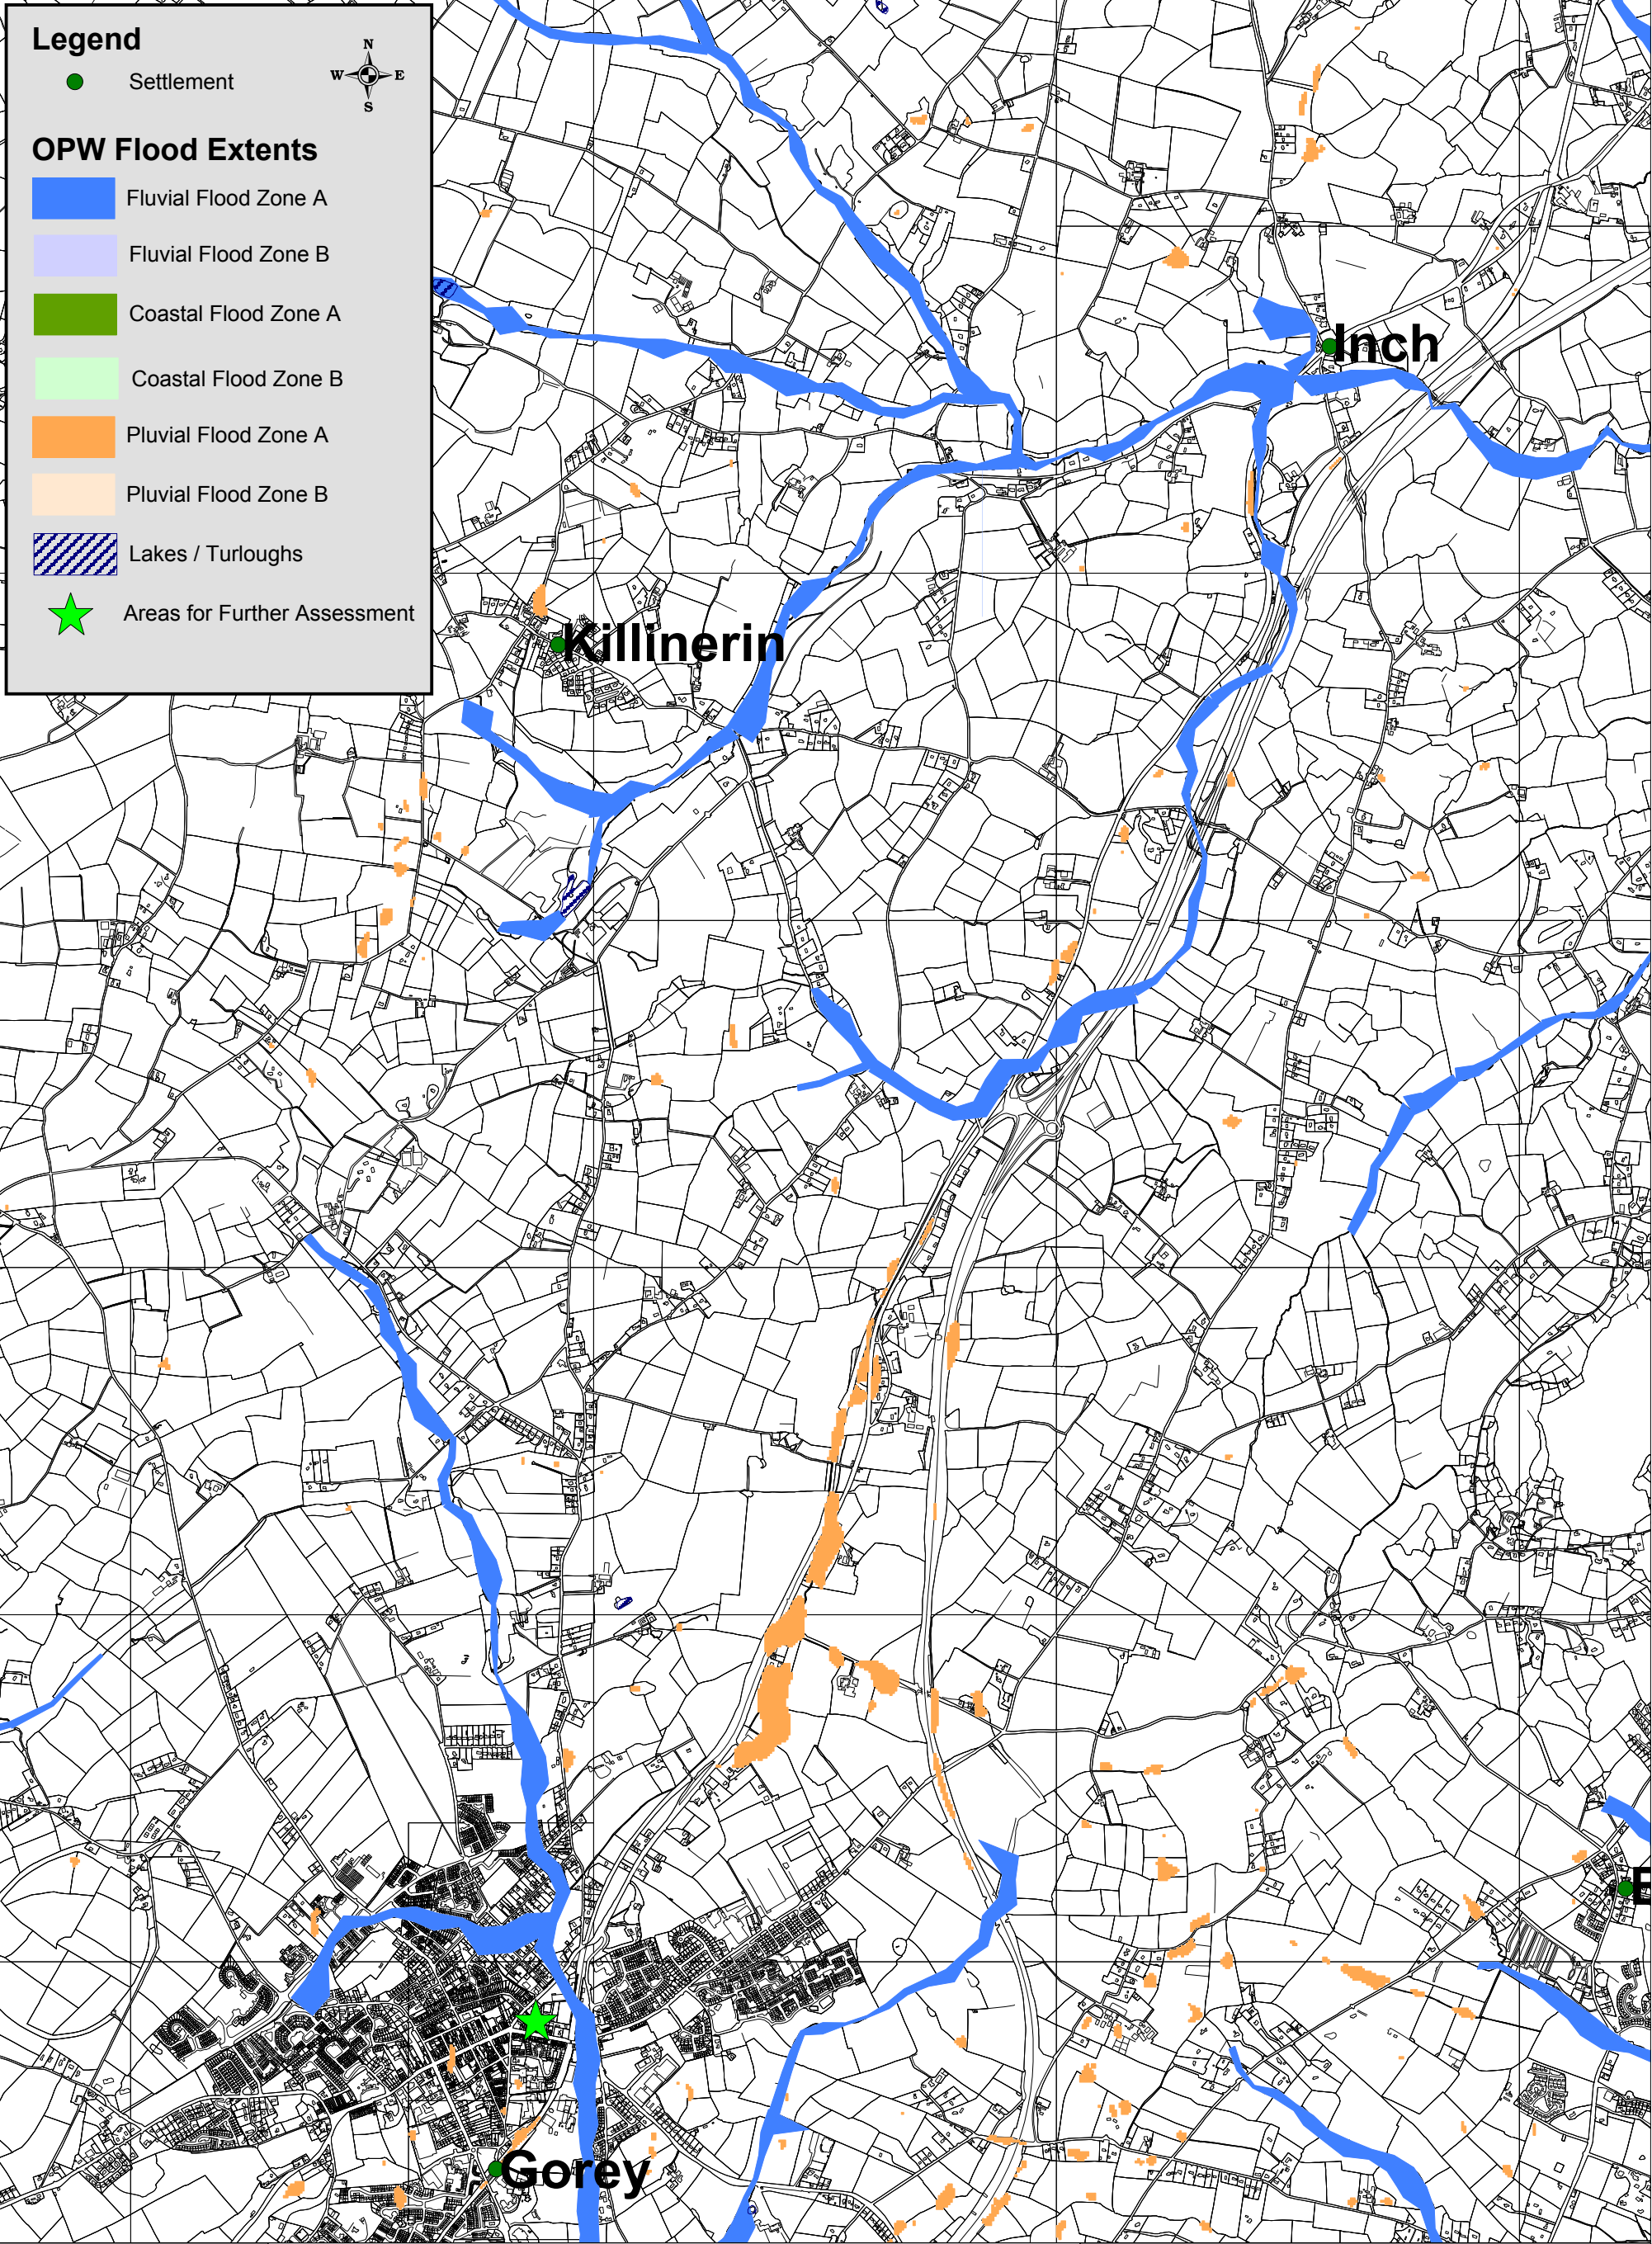 Legend
N
W E
S
Settlement
OPW Flood Extents
Fluvial Flood Zone A
Fluvial Flood Zone B
Coastal Flood Zone A
Coastal Flood Zone B
Pluvial Flood Zone A
Pluvial Flood Zone B
Lakes / Turloughs
Areas for Further Assessment
Inch
Killinerin
Gorey